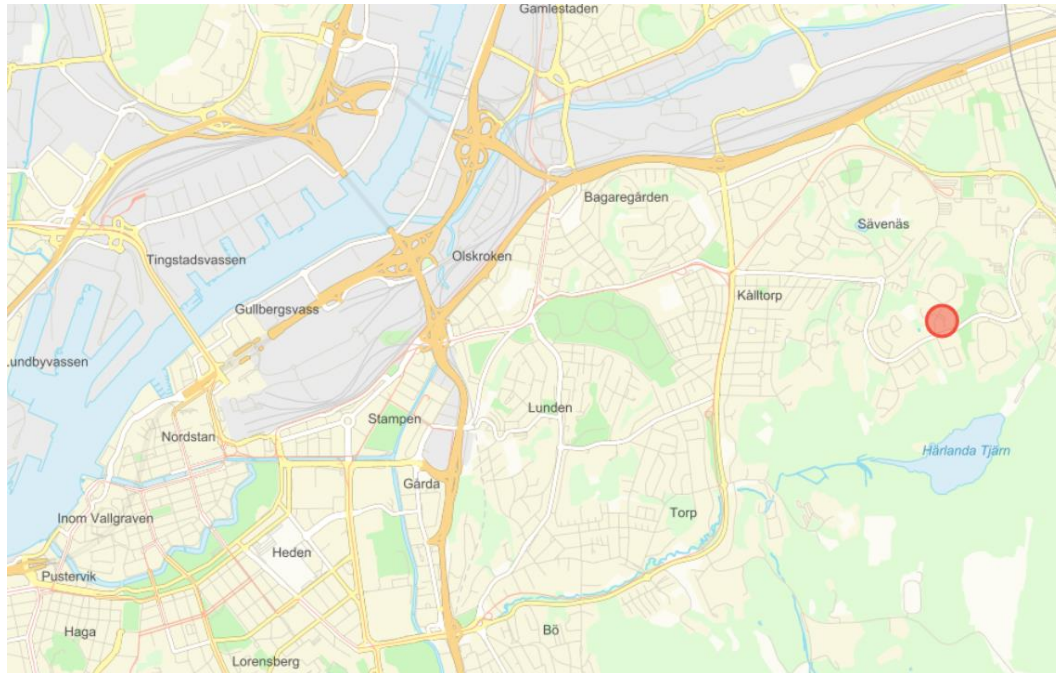 Gamlestaden
Bagaregården
Sävenäs
Olskroken
Tingstadsvassen
Kålltorp
Gullbergsvass
Lundbyvassen
Lunden
Stampen
Nordstan
Härlanda Tjärn
Gårda
Torp
Inom Vallgraven
Heden
Pustervik
Haga
Bö
Lorensberg